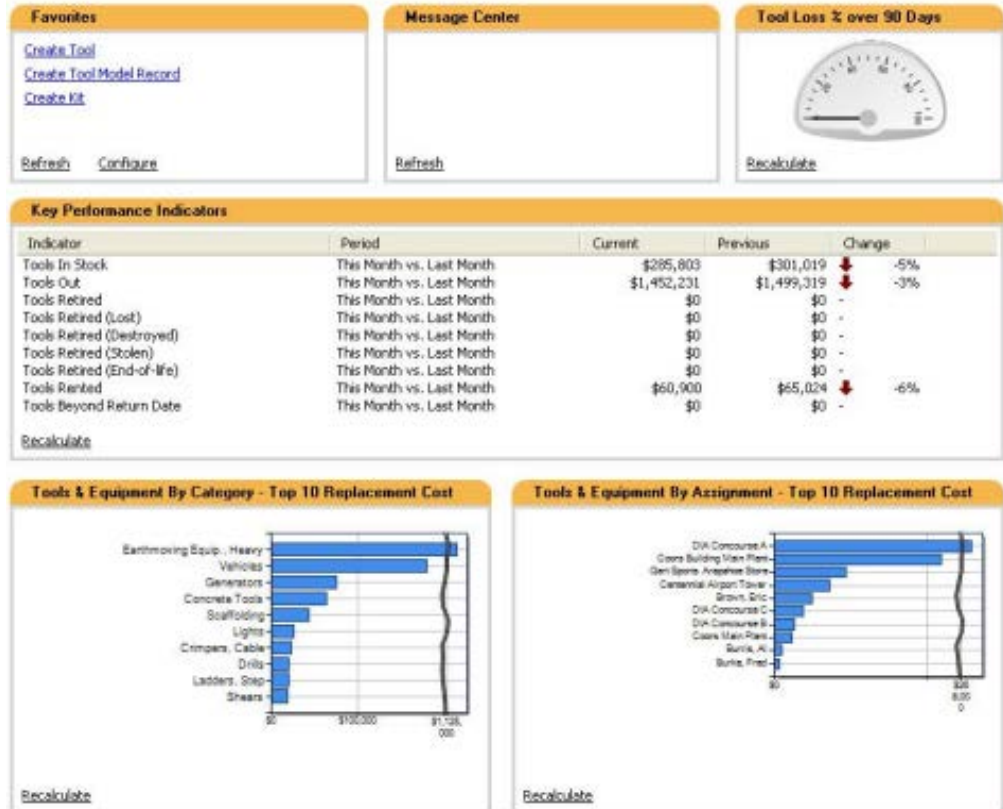 Favorites
Create Tool
Create Tool Model Record
Create Kit
Refresh Configure
Message Center
Refresh
Tool Loss % over 90 Days
Recalculate
Key Performance Indicators
Indicator Period Current Previous Change
Tools In Stock This Month vs. Last Month $285,803 $301,019 -5%
Tools Out This Month vs. Last Month $1,452,231 $1,499,319 -3%
Tools Retired This Month vs. Last Month $0 $0 -
Tools Retired (Lost) This Month vs. Last Month $0 $0 -
Tools Retired (Destroyed) This Month vs. Last Month $0 $0 -
Tools Retired (Stolen) This Month vs. Last Month $0 $0 -
Tools Retired (End-of-life) This Month vs. Last Month $0 $0 -
Tools Rented This Month vs. Last Month $60,900 $65,024 -6%
Tools Beyond Return Date This Month vs. Last Month $0 $0 -
Recalculate
Tools & Equipment By Category - Top 10 Replacement Cost
Earthmoving Equip., Heavy
Vehicles
Generators
Concrete Tools
Scaffolding
Lights
Crimpers, Cable
Drills
Ladders, Step
Shears
$0 $100,000
Recalculate
Tools & Equipment By Assignment - Top 10 Replacement Cost
DIA Concourse A
Coors Building Main Plant
Sports, Arapahoe Store
Centennial Airport Tower
Brown, Eric
DIA Concourse C
DIA Concourse B
Coors Main Plant
Burris, Al
Burke, Fred
$0
Recalculate